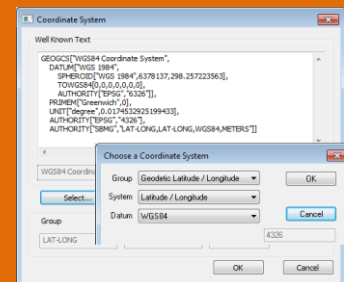 Coordinate System
Well Known Text
GEOGCS["WGS84 Coordinate System",
DATUM["WGS 1984",
SPHEROID["WGS 1984",6378137,298.257223563],
TOWGS84[0,0,0,0,0,0,0],
AUTHORITY["EPSG","6326"]],
PRIMEM["Greenwich",0],
UNIT["degree",0.0174532925199433],
AUTHORITY["EPSG","4326"],
AUTHORITY["SBMG","LAT-LONG,LAT-LONG,WGS84,METERS"]]
WGS84 Coordin
Select...
Group
LAT-LONG
Choose a Coordinate System
Group Geodetic Latitude / Longitude OK
System Latitude / Longitude
Datum WGS84 Cancel
4326
OK Cancel